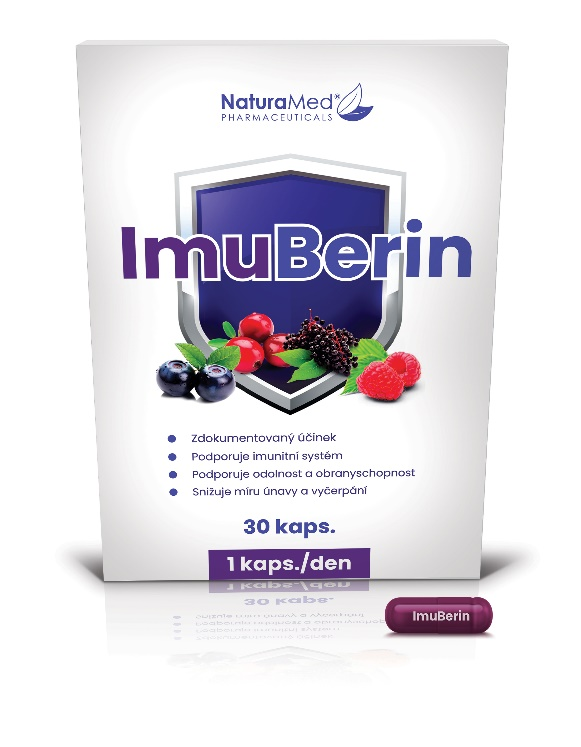 NaturaMed®
PHARMACEUTICALS
ImuBerin
Zdokumentovaný účinek
Podporuje imunitní systém
Podporuje odolnost a obranyschopnost
Snižuje míru únavy a vyčerpání
30 kaps.
1 kaps./den
ImuBerin